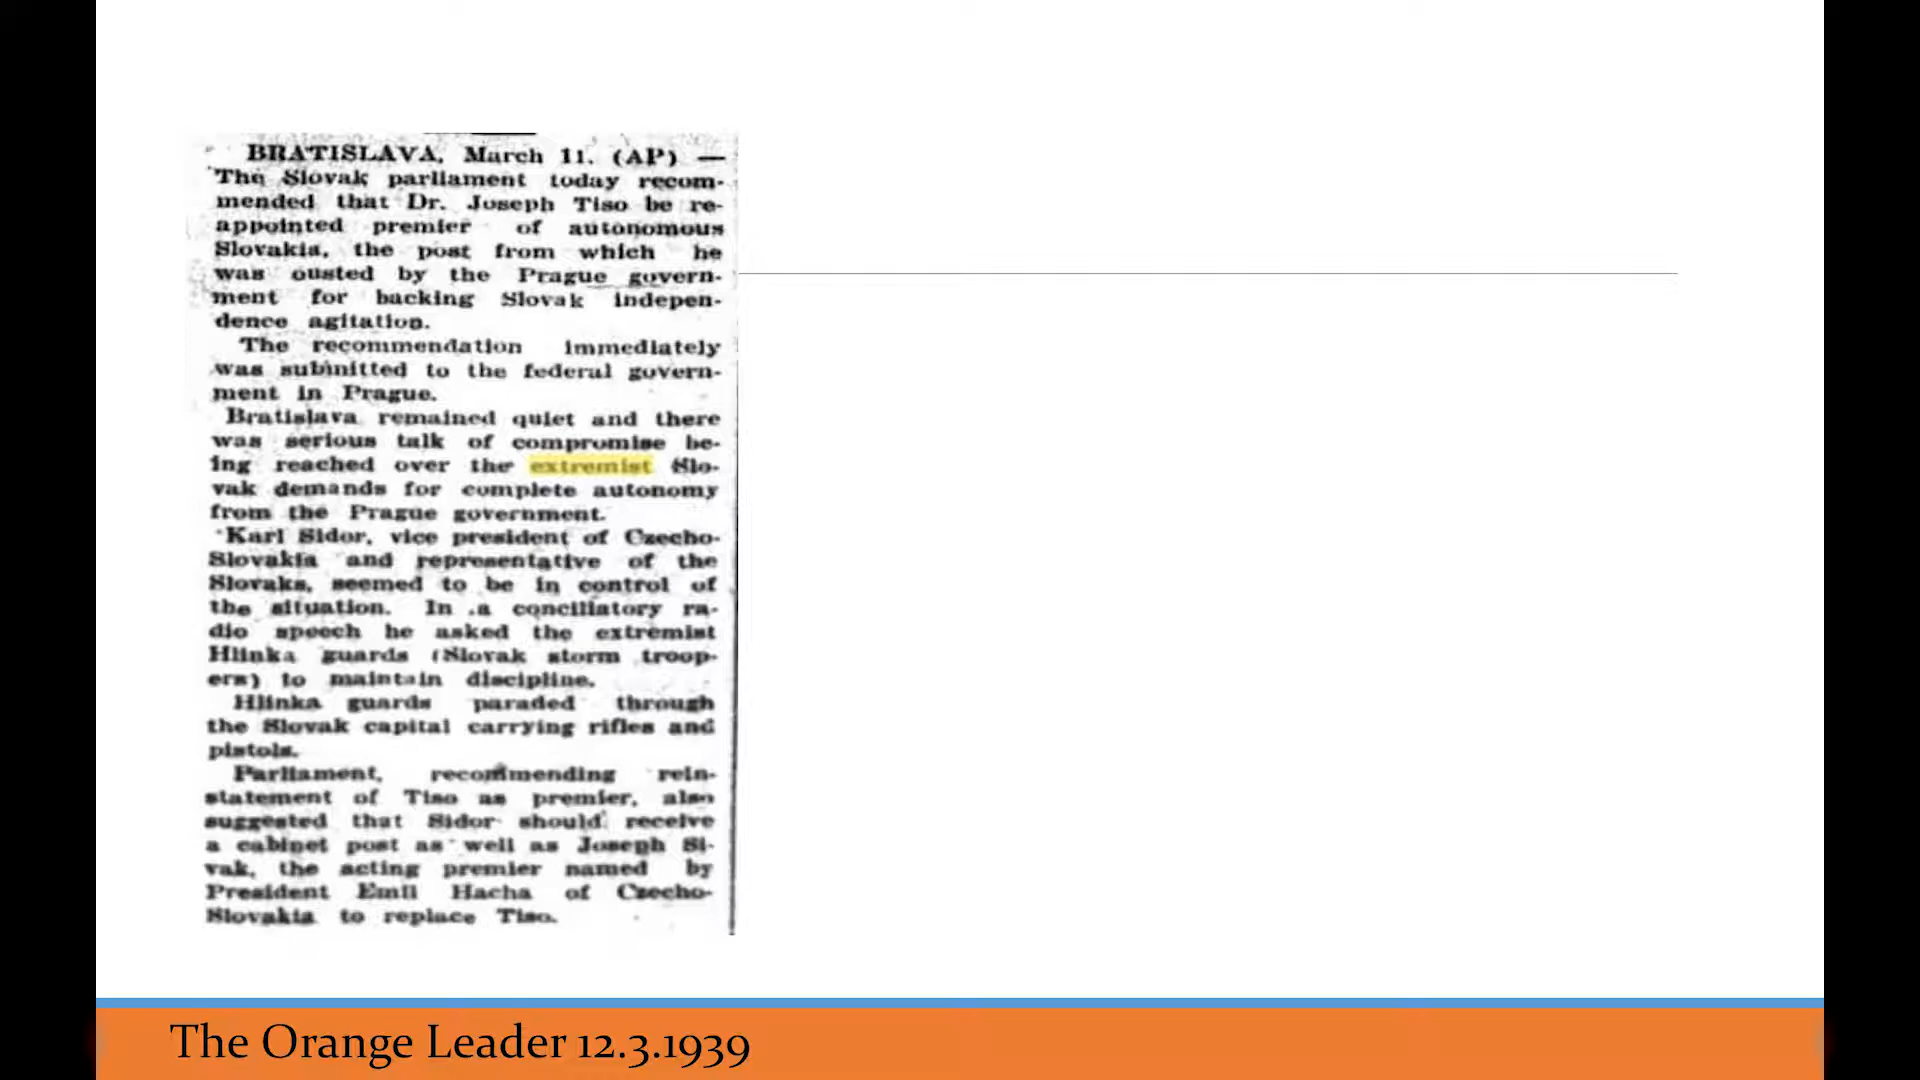 BRATISLAVA, March 11. (AP) —
The Slovak parliament today recom-
mended that Dr. Joseph Tiso be re-
appointed premier of autonomous
Slovakia, the post from which he
was ousted by the Prague govern-
ment for backing Slovak indepen-
dence agitation.
The recommendation immediately
was submitted to the federal govern-
ment in Prague.
Bratislava remained quiet and there
was serious talk of compromise be-
ing reached over the extremist Slo-
vak demands for complete autonomy
from the Prague government.
Karl Sidor, vice president of Czecho-
Slovakia and representative of the
Slovaks, seemed to be in control of
the situation. In a conciliatory ra-
dio speech he asked the extremist
Hlinka guards (Slovak storm troop-
ers) to maintain discipline.
Hlinka guards paraded through
the Slovak capital carrying rifles and
pistols.
Parliament, recommending rein-
statement of Tiso as premier, also
suggested that Sidor should receive
a cabinet post as well as Joseph Si-
vak, the acting premier named by
President Emil Hacha of Czecho-
Slovakia to replace Tiso.
The Orange Leader 12.3.1939